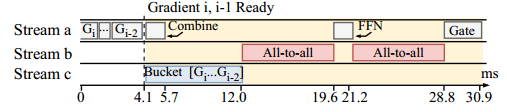 Gradient i, i-1 Ready
Stream a Gi ... Gi-2 Combine FFN Gate
Stream b All-to-all All-to-all
Stream c Bucket [Gi...Gi-2] ms
0 4.1 5.7 12.0 19.6 21.2 28.8 30.9